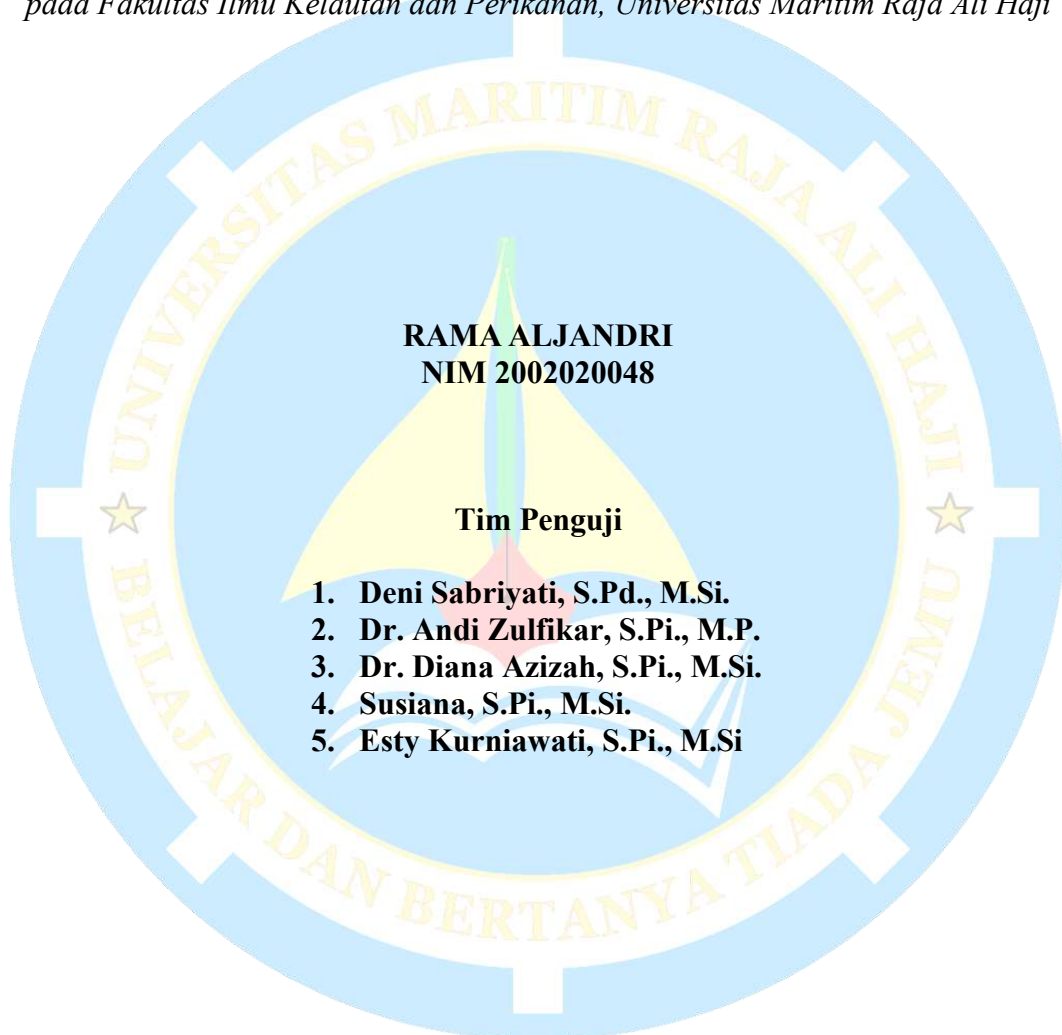 pada Fakultas Ilmu Kelautan dan Perikanan, Universitas Maritim Raja Ali Haji
UNIVERSITAS MARITIM RAJA ALI HAJI
RAMA ALJANDRI
NIM 2002020048
Tim Penguji
1. Deni Sabriyati, S.Pd., M.Si.
2. Dr. Andi Zulfikar, S.Pi., M.P.
3. Dr. Diana Azizah, S.Pi., M.Si.
4. Susiana, S.Pi., M.Si.
5. Esty Kurniawati, S.Pi., M.Si
BELAJAR DAN BERTANYA TIADA JEMU